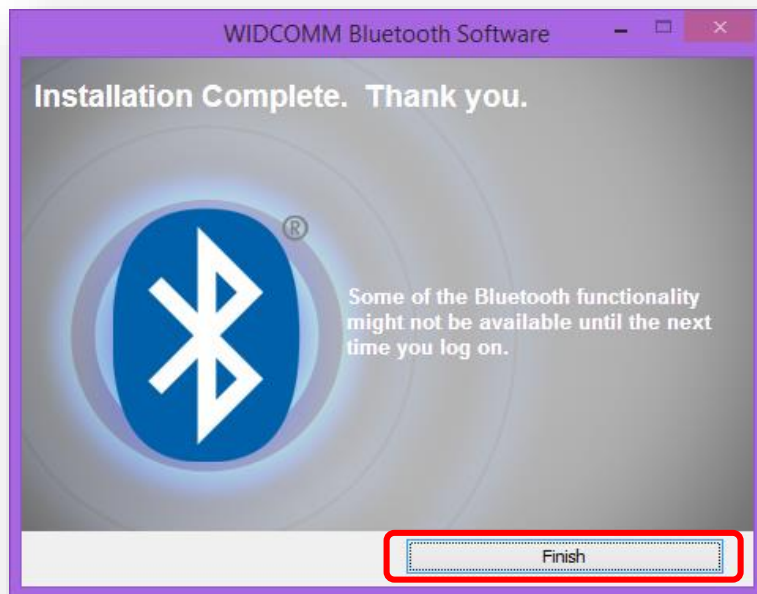 WIDCOMM Bluetooth Software
Installation Complete. Thank you.
®
Some of the Bluetooth functionality
might not be available until the next
time you log on.
Finish